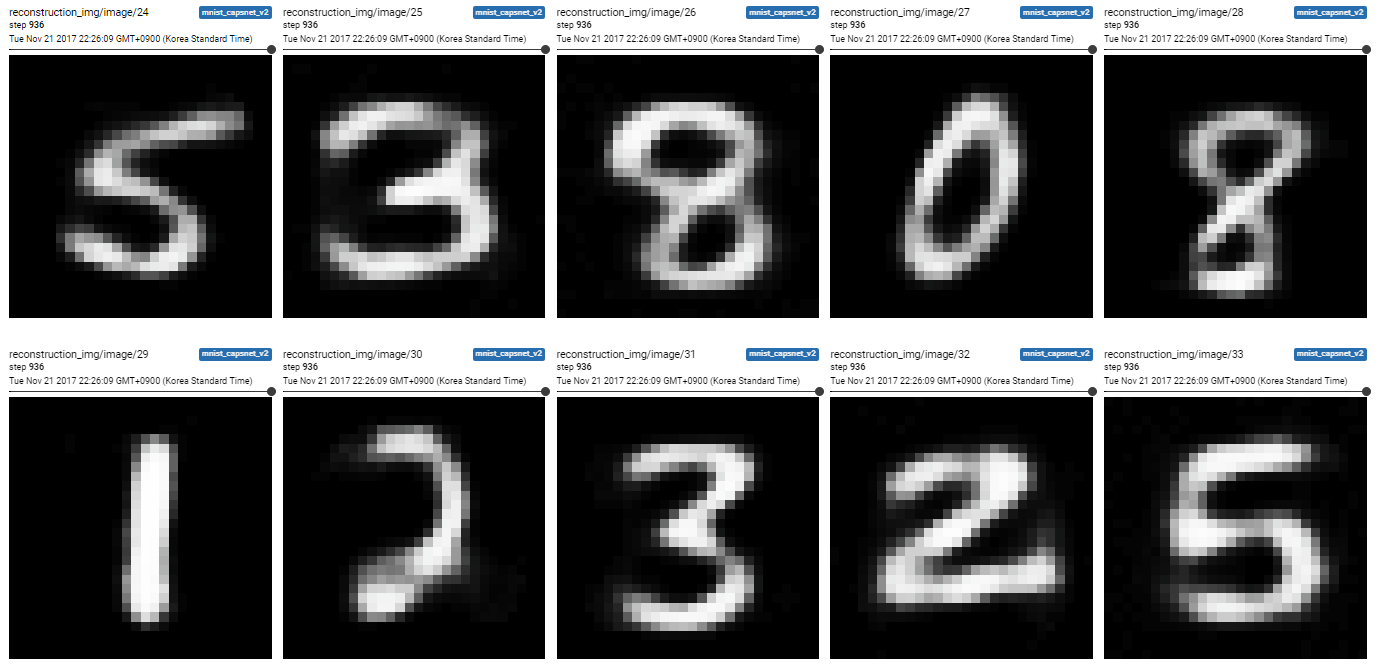 reconstruction_img/image/24 mnist_capsnet_v2
step 936
Tue Nov 21 2017 22:26:09 GMT+0900 (Korea Standard Time)
5
reconstruction_img/image/25 mnist_capsnet_v2
step 936
Tue Nov 21 2017 22:26:09 GMT+0900 (Korea Standard Time)
3
reconstruction_img/image/26 mnist_capsnet_v2
step 936
Tue Nov 21 2017 22:26:09 GMT+0900 (Korea Standard Time)
8
reconstruction_img/image/27 mnist_capsnet_v2
step 936
Tue Nov 21 2017 22:26:09 GMT+0900 (Korea Standard Time)
0
reconstruction_img/image/28 mnist_capsnet_v2
step 936
Tue Nov 21 2017 22:26:09 GMT+0900 (Korea Standard Time)
8
reconstruction_img/image/29 mnist_capsnet_v2
step 936
Tue Nov 21 2017 22:26:09 GMT+0900 (Korea Standard Time)
1
reconstruction_img/image/30 mnist_capsnet_v2
step 936
Tue Nov 21 2017 22:26:09 GMT+0900 (Korea Standard Time)
reconstruction_img/image/31 mnist_capsnet_v2
step 936
Tue Nov 21 2017 22:26:09 GMT+0900 (Korea Standard Time)
3
reconstruction_img/image/32 mnist_capsnet_v2
step 936
Tue Nov 21 2017 22:26:09 GMT+0900 (Korea Standard Time)
2
reconstruction_img/image/33 mnist_capsnet_v2
step 936
Tue Nov 21 2017 22:26:09 GMT+0900 (Korea Standard Time)
5